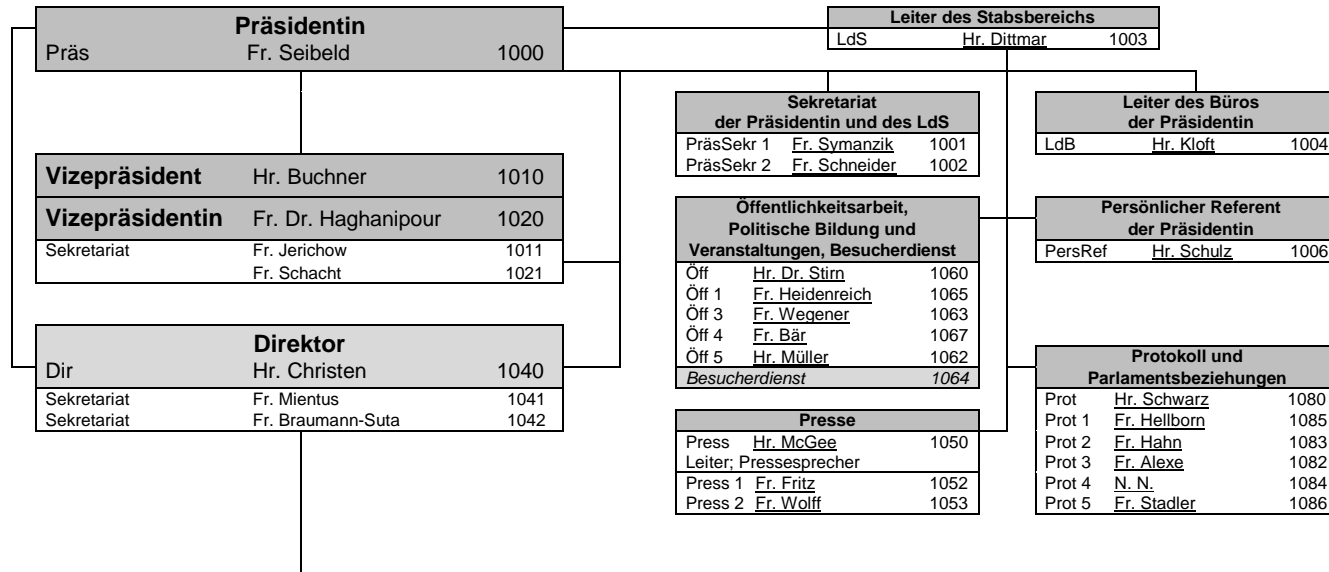 Präsidentin
Präs Fr. Seibeld 1000
Leiter des Stabsbereichs
LdS Hr. Dittmar 1003
Sekretariat
der Präsidentin und des LdS
PräsSekr 1 Fr. Symanzik 1001
PräsSekr 2 Fr. Schneider 1002
Leiter des Büros
der Präsidentin
LdB Hr. Kloft 1004
Vizepräsident Hr. Buchner 1010
Vizepräsidentin Fr. Dr. Haghanipour 1020
Sekretariat Fr. Jerichow 1011
Fr. Schacht 1021
Öffentlichkeitsarbeit,
Politische Bildung und
Veranstaltungen, Besucherdienst
Öff Hr. Dr. Stirn 1060
Öff 1 Fr. Heidenreich 1065
Öff 3 Fr. Wegener 1063
Öff 4 Fr. Bär 1067
Öff 5 Hr. Müller 1062
Besucherdienst 1064
Persönlicher Referent
der Präsidentin
PersRef Hr. Schulz 1006
Direktor
Dir Hr. Christen 1040
Sekretariat Fr. Mientus 1041
Sekretariat Fr. Braumann-Suta 1042
Presse
Press Hr. McGee 1050
Leiter; Pressesprecher
Press 1 Fr. Fritz 1052
Press 2 Fr. Wolff 1053
Protokoll und
Parlamentsbeziehungen
Prot Hr. Schwarz 1080
Prot 1 Fr. Hellborn 1085
Prot 2 Fr. Hahn 1083
Prot 3 Fr. Alexe 1082
Prot 4 N. N. 1084
Prot 5 Fr. Stadler 1086